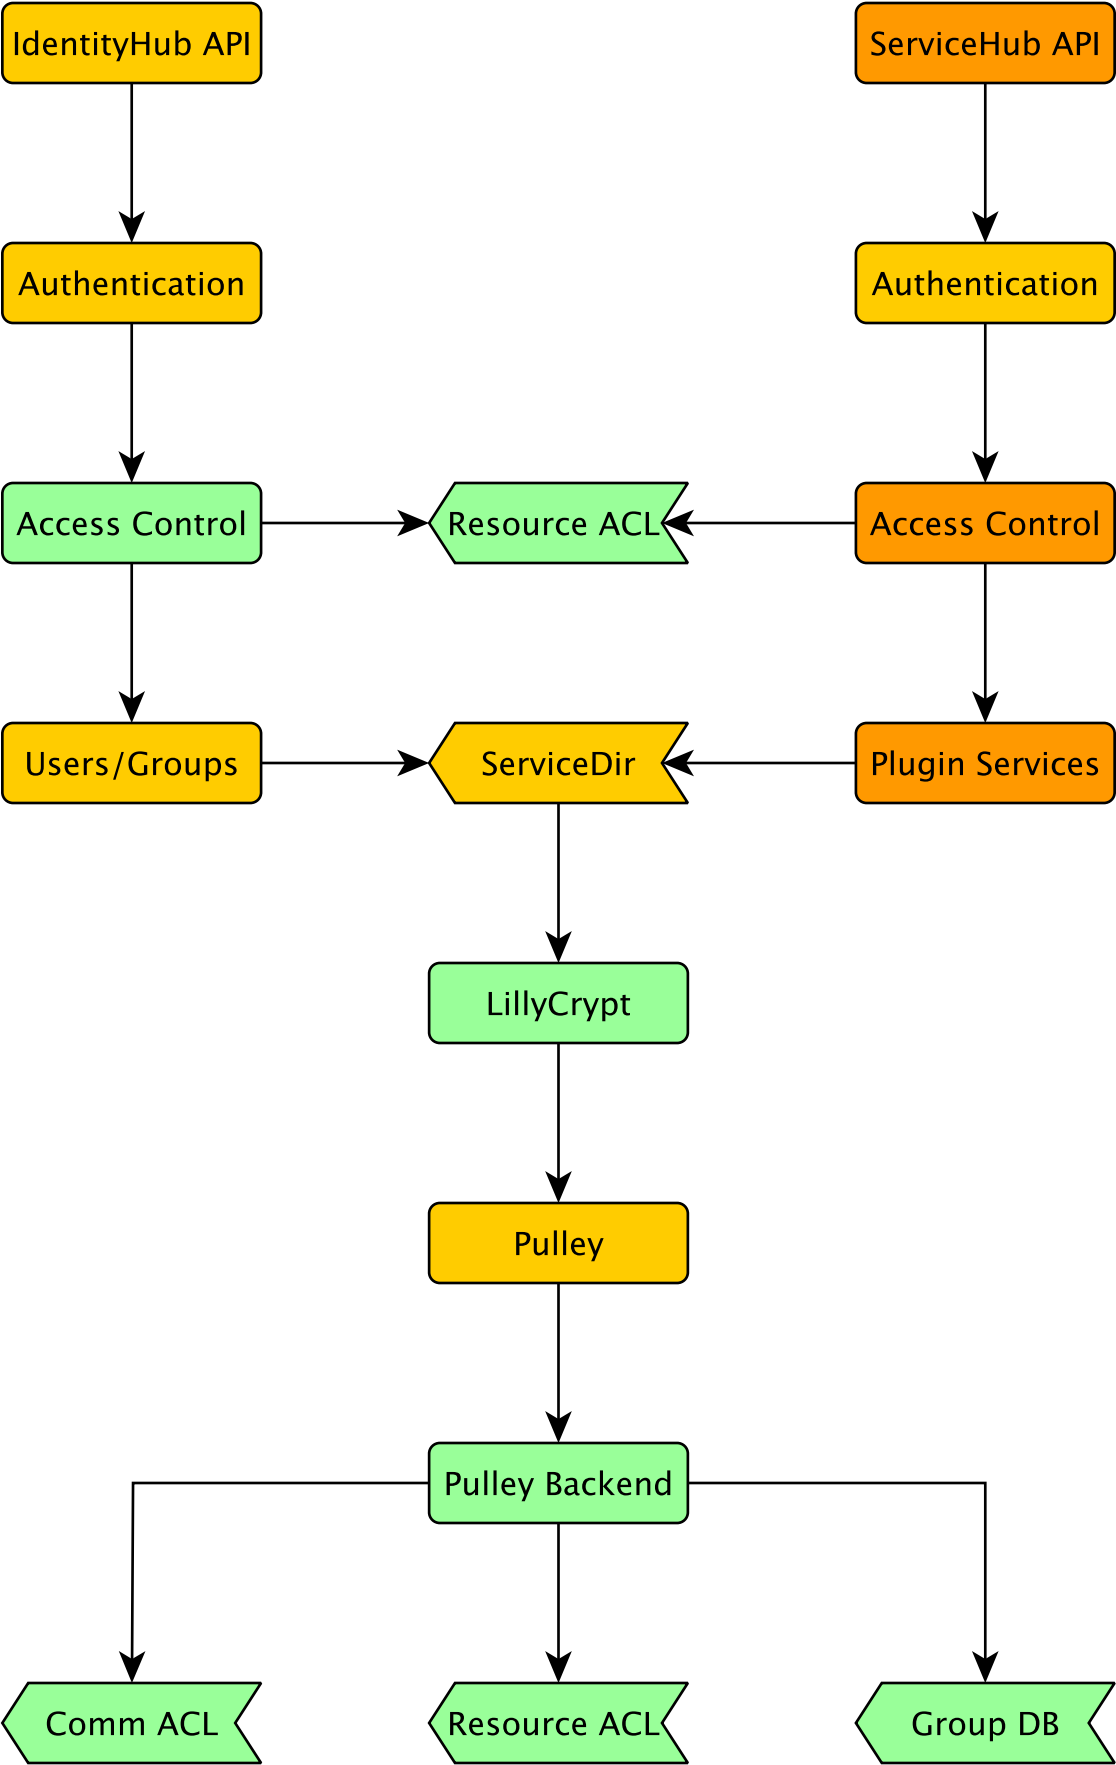 IdentityHub API
ServiceHub API
Authentication
Authentication
Access Control
Resource ACL
Access Control
Users/Groups
ServiceDir
Plugin Services
LillyCrypt
Pulley
Pulley Backend
Comm ACL
Resource ACL
Group DB